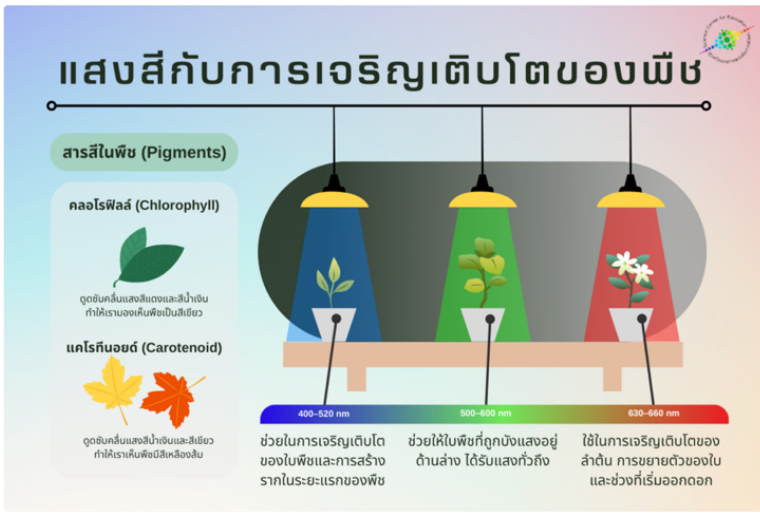 แสงสีกับการเจริญเติบโตของพืช
สารสีในพืช (Pigments)
คลอโรฟิลล์ (Chlorophyll)
ดูดซับคลื่นแสงสีแดงและสีน้ำเงิน
ทำให้เรามองเห็นพืชเป็นสีเขียว
แคโรทีนอยด์ (Carotenoid)
ดูดซับคลื่นแสงสีน้ำเงินและสีเขียว
ทำให้เราเห็นพืชมีสีเหลืองส้ม
400–520 nm
ช่วยในการเจริญเติบโต
ของใบพืชและการสร้าง
รากในระยะแรกของพืช
500–600 nm
ช่วยให้ใบพืชที่ถูกบังแสงอยู่
ด้านล่าง ได้รับแสงทั่วถึง
630–660 nm
ใช้ในการเจริญเติบโตของ
ลำต้น การขยายตัวของใบ
และช่วงที่เริ่มออกดอก